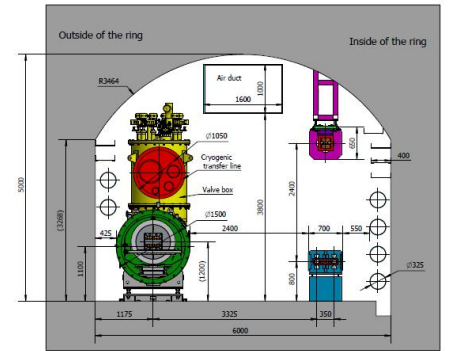 Outside of the ring
Inside of the ring
R3464
Air duct
1000
1600
Ø1050
Cryogenic
transfer line
Valve box
Ø1500
650
400
5000
(3268)
2400
3800
425
2400
700
550
1100
(1200)
800
Ø325
1175
3325
350
6000